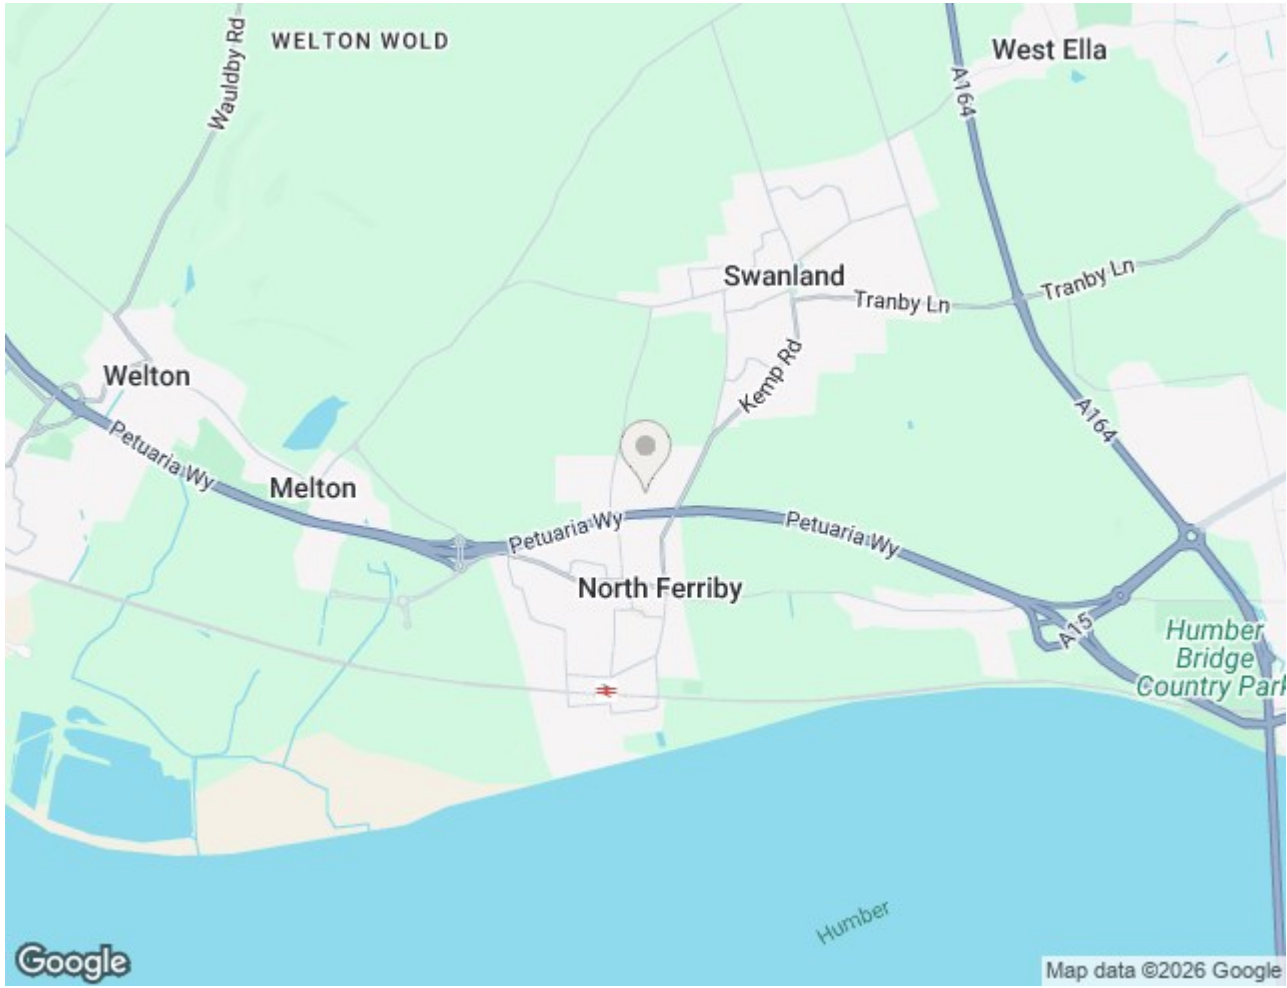 WELTON WOLD
Wauldby Rd
West Ella
A164
Swanland
Tranby Ln
Tranby Ln
Welton
Kemp Rd
A164
Petuaria Wy
Melton
Petuaria Wy
Petuaria Wy
North Ferriby
A15
Humber
Bridge
Country Park
Humber
Google
Map data ©2026 Google